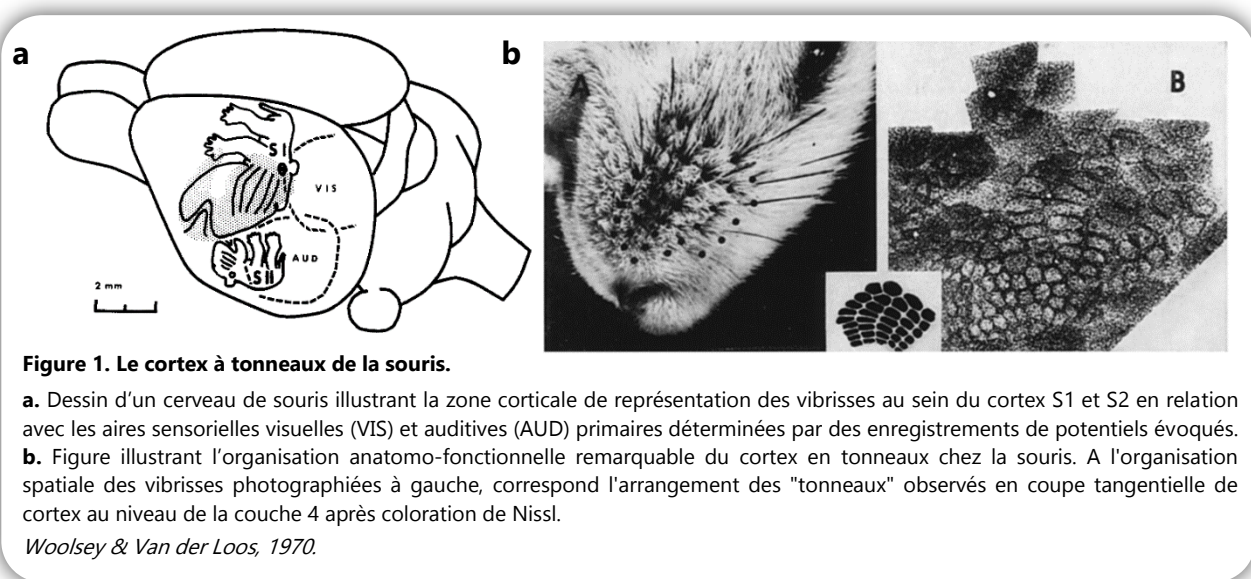 a
b
A
B
S I
VIS
AUD
S II
2 mm
Figure 1. Le cortex à tonneaux de la souris.
a. Dessin d'un cerveau de souris illustrant la zone corticale de représentation des vibrisses au sein du cortex S1 et S2 en relation
avec les aires sensorielles visuelles (VIS) et auditives (AUD) primaires déterminées par des enregistrements de potentiels évoqués.
b. Figure illustrant l'organisation anatomo-fonctionnelle remarquable du cortex en tonneaux chez la souris. A l'organisation
spatiale des vibrisses photographiées à gauche, correspond l'arrangement des "tonneaux" observés en coupe tangentielle de
cortex au niveau de la couche 4 après coloration de Nissl.
Woolsey & Van der Loos, 1970.